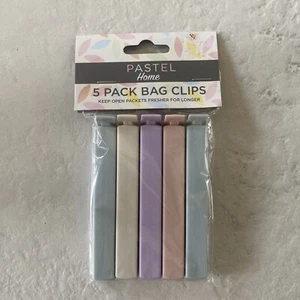 PASTEL
Home
5 PACK BAG CLIPS
KEEP OPEN PACKETS FRESHER FOR LONGER